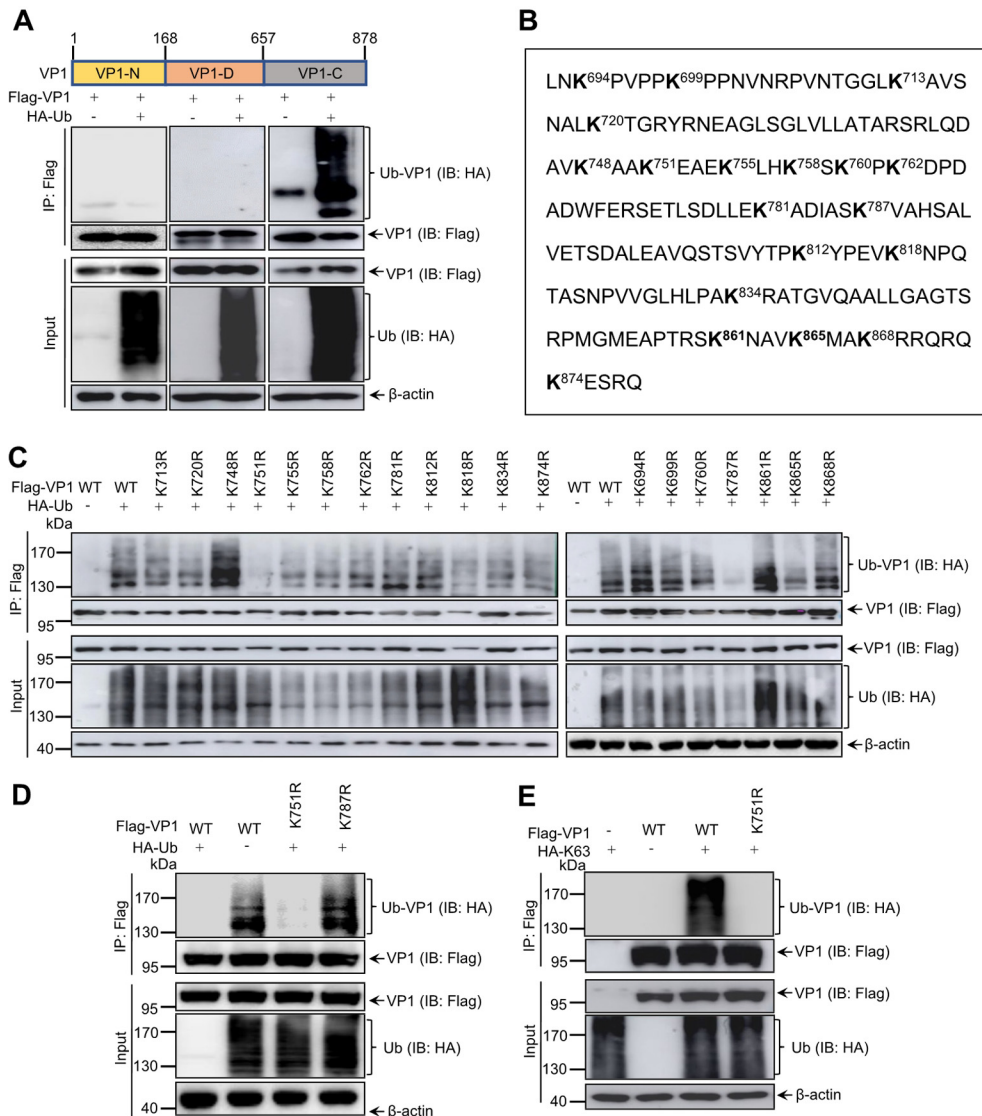 A
1 168 657 878
VP1 VP1-N VP1-D VP1-C
Flag-VP1 + + + + + +
HA-Ub - + - + - +
IP: Flag
Ub-VP1 (IB: HA)
VP1 (IB: Flag)
Input
VP1 (IB: Flag)
Ub (IB: HA)
β-actin
B
LNK694PVPPK699PPNVNRPVNTGGLK713AVS
NALK720TGRYRNEAGLSGLVLLATARSRLQD
AVK748AAK751EAEK755LHK758SK760PK762DPD
ADWFERSETLSDLLEK781ADIASK787VAHSAL
VETSDALEAVQSTSVYTPK812YPEVK818NPQ
TASNPVVGLHLPAK834RATGVQAALLGAGTS
RPMGMEAPTRSK861NAVK865MAK868RRQRQ
K874ESRQ
C
Flag-VP1 WT WT K713R K720R K748R K751R K755R K758R K762R K781R K812R K818R K834R K874R WT WT K694R K699R K760R K787R K861R K865R K868R
HA-Ub - + + + + + + + + + + + + + - + + + + + + + +
kDa
IP: Flag
170
130
Ub-VP1 (IB: HA)
95
VP1 (IB: Flag)
Input
95
VP1 (IB: Flag)
170
130
Ub (IB: HA)
40
β-actin
D
Flag-VP1 WT WT K751R K787R
HA-Ub + - + +
kDa
IP: Flag
170
130
Ub-VP1 (IB: HA)
95
VP1 (IB: Flag)
Input
95
VP1 (IB: Flag)
170
130
Ub (IB: HA)
40
β-actin
E
Flag-VP1 - WT WT K751R
HA-K63 + - + +
kDa
IP: Flag
170
130
Ub-VP1 (IB: HA)
95
VP1 (IB: Flag)
Input
95
VP1 (IB: Flag)
170
130
Ub (IB: HA)
40
β-actin